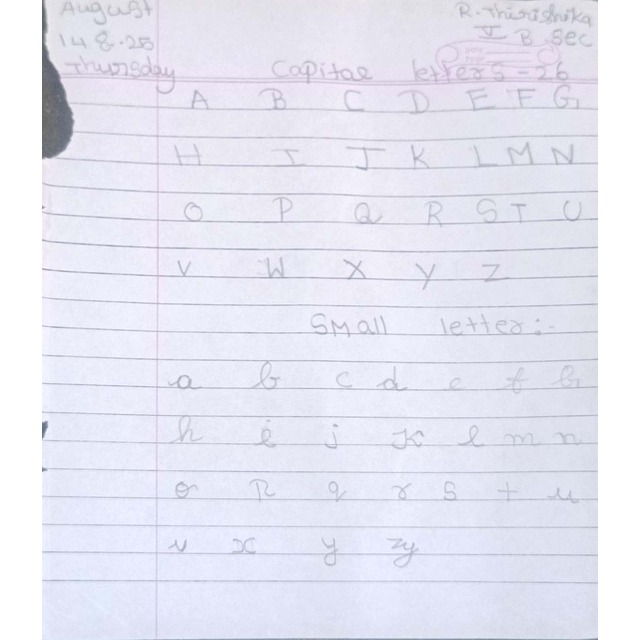 August
R. Thirishika
14.8.25
V B. Sec
Thursday
Capitae letters - 26
A B C D E F G
H I J K L M N
O P Q R S T U
V W X Y Z
Small letter:-
a b c d e f G
h i j K l m n
o R q r s t u
v x y zy